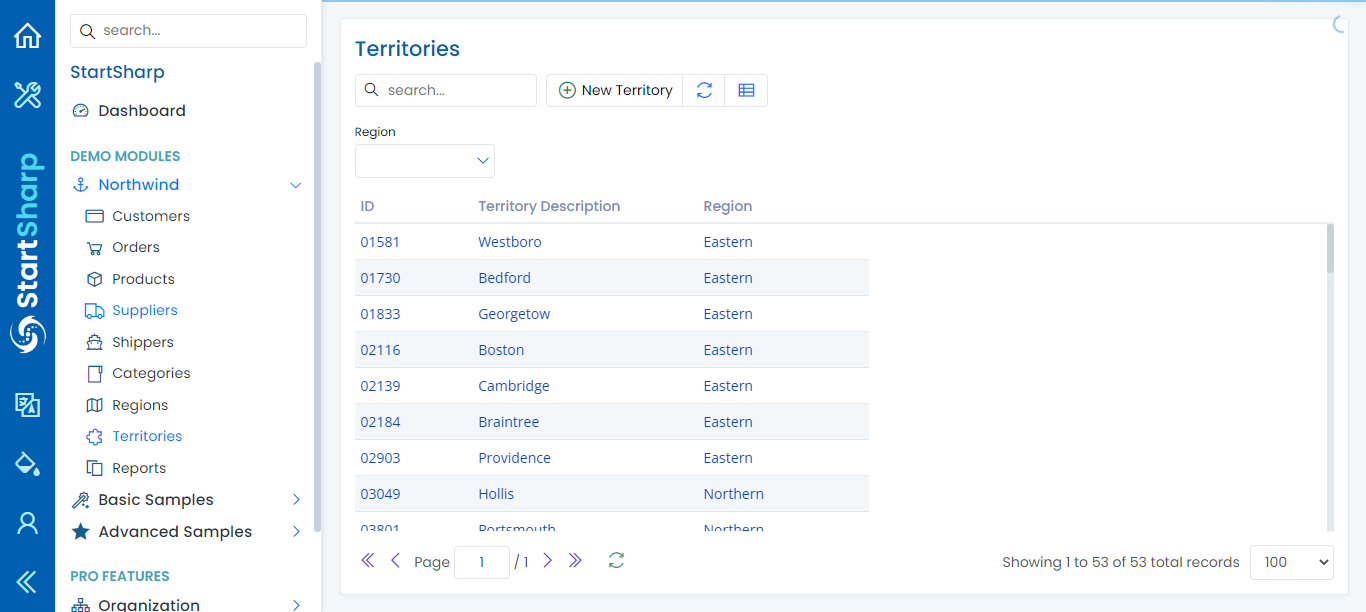 StartSharp
search...
StartSharp
Dashboard
DEMO MODULES
Northwind
Customers
Orders
Products
Suppliers
Shippers
Categories
Regions
Territories
Reports
Basic Samples
Advanced Samples
PRO FEATURES
Organization
Territories
search...
New Territory
Region
ID Territory Description Region
01581 Westboro Eastern
01730 Bedford Eastern
01833 Georgetow Eastern
02116 Boston Eastern
02139 Cambridge Eastern
02184 Braintree Eastern
02903 Providence Eastern
03049 Hollis Northern
03801 Portsmouth Northern
Page 1 / 1
Showing 1 to 53 of 53 total records 100